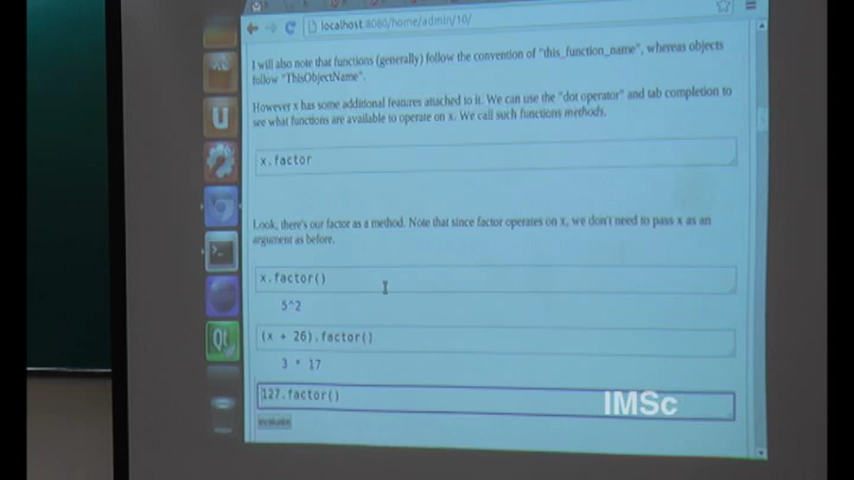 localhost:8080/home/admin/10/
I will also note that functions (generally) follow the convention of "this_function_name", whereas objects
follow "ThisObjectName".
However x has some additional features attached to it. We can use the "dot operator" and tab completion to
see what functions are available to operate on x. We call such functions methods.
x.factor
Look, there's our factor as a method. Note that since factor operates on x, we don't need to pass x as an
argument as before.
x.factor()
5^2
(x + 26).factor()
3 * 17
127.factor()
evaluate
IMSc
U
Qt